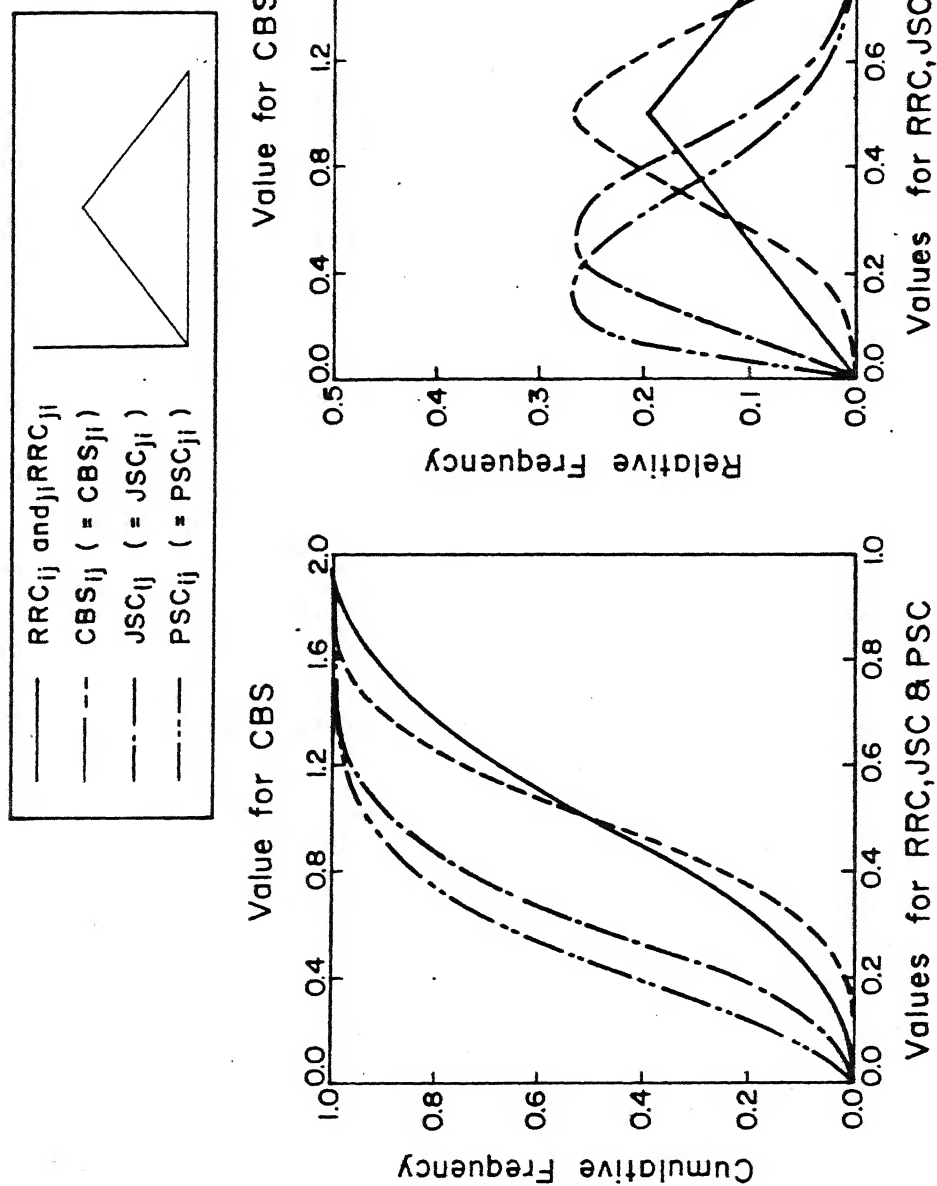 RRCij andjiRRCji
CBSij ( = CBSji )
JSCij ( = JSCji )
PSCij ( = PSCji )
Value for CBS
0.0 0.4 0.8 1.2 1.6 2.0
Cumulative Frequency
1.0
0.8
0.6
0.4
0.2
0.0
0.0 0.2 0.4 0.6 0.8 1.0
Values for RRC,JSC & PSC
Value for CBS
0.0 0.4 0.8 1.2
Relative Frequency
0.5
0.4
0.3
0.2
0.1
0.0
0.0 0.2 0.4 0.6
Values for RRC,JSC